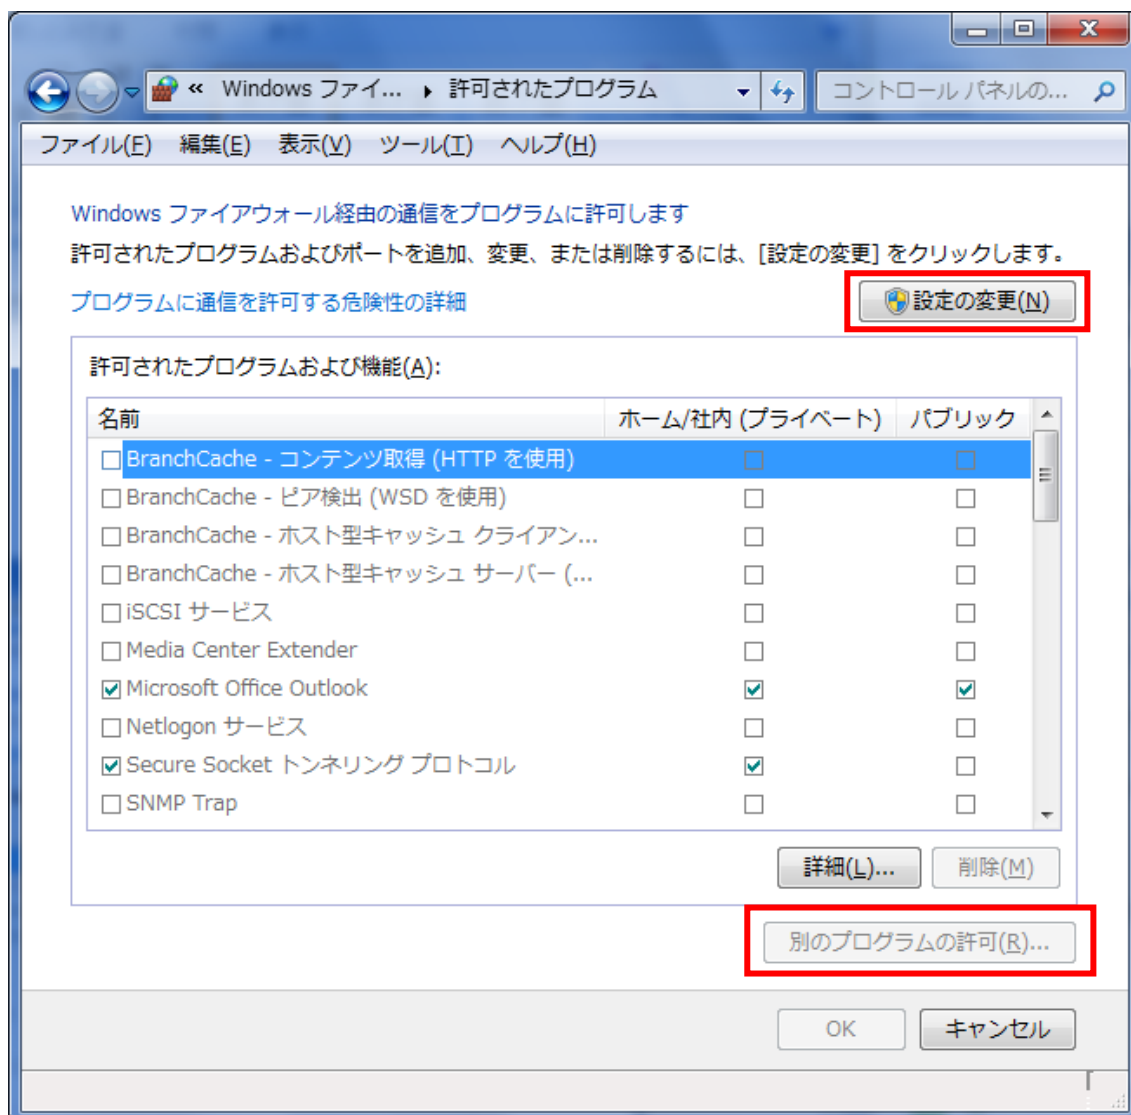 « Windows ファイ... ▸ 許可されたプログラム
コントロール パネルの...
ファイル(F) 編集(E) 表示(V) ツール(T) ヘルプ(H)
Windows ファイアウォール経由の通信をプログラムに許可します
許可されたプログラムおよびポートを追加、変更、または削除するには、[設定の変更] をクリックします。
プログラムに通信を許可する危険性の詳細
設定の変更(N)
許可されたプログラムおよび機能(A):
名前 ホーム/社内 (プライベート) パブリック
BranchCache - コンテンツ取得 (HTTP を使用)
BranchCache - ピア検出 (WSD を使用)
BranchCache - ホスト型キャッシュ クライアン...
BranchCache - ホスト型キャッシュ サーバー (...
iSCSI サービス
Media Center Extender
Microsoft Office Outlook
Netlogon サービス
Secure Socket トンネリング プロトコル
SNMP Trap
詳細(L)... 削除(M)
別のプログラムの許可(R)...
OK キャンセル